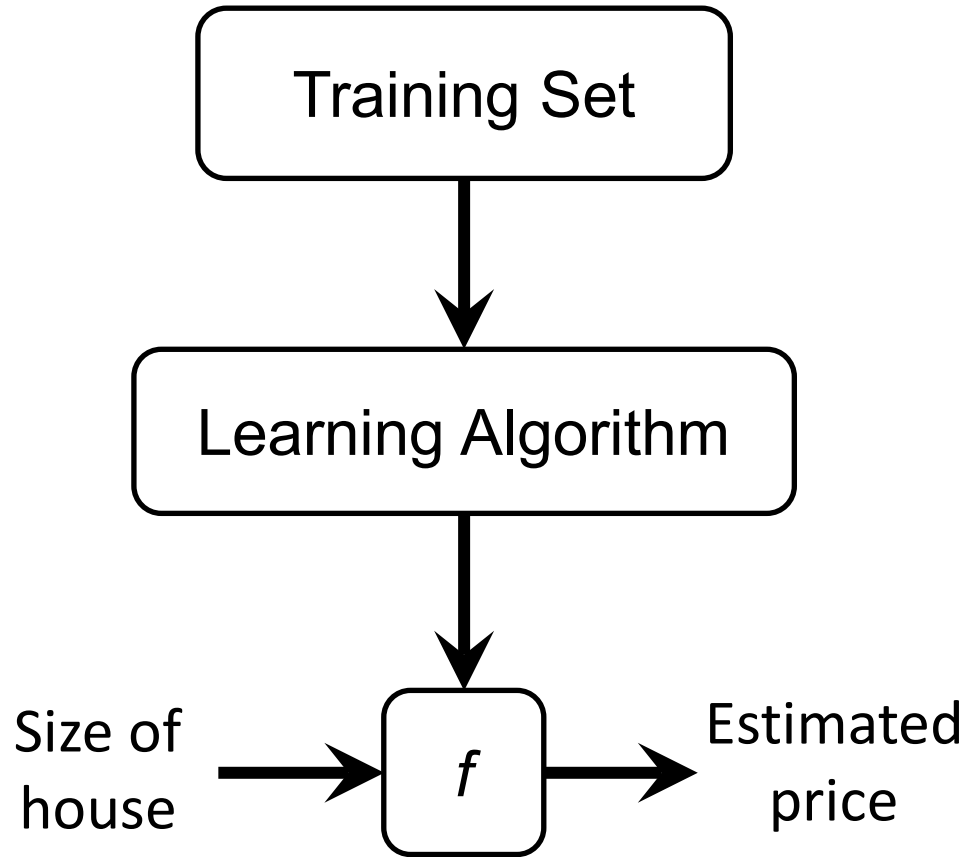 Training Set
Learning Algorithm
Size of
house
f
Estimated
price